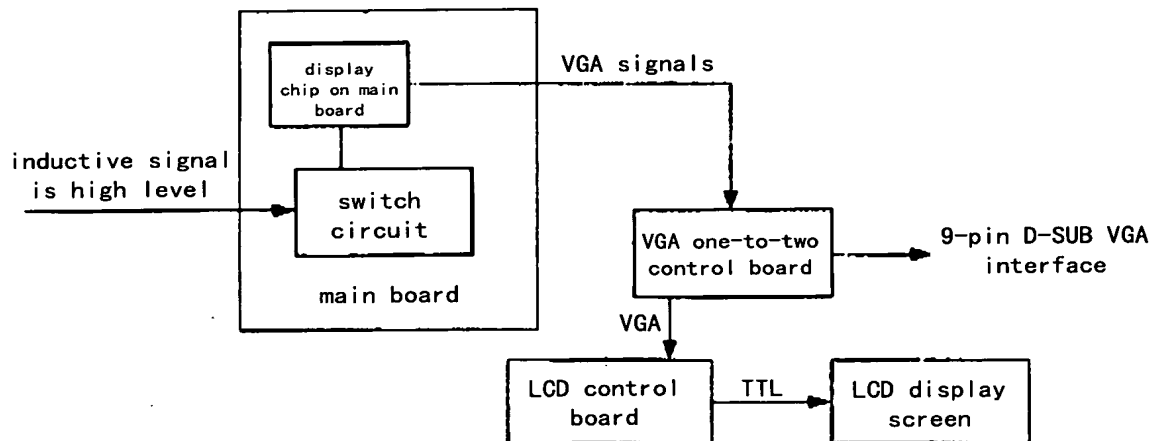 display
chip on main
board
VGA signals
inductive signal
is high level
switch
circuit
main board
VGA one-to-two
control board
9-pin D-SUB VGA
interface
VGA
LCD control
board
TTL
LCD display
screen